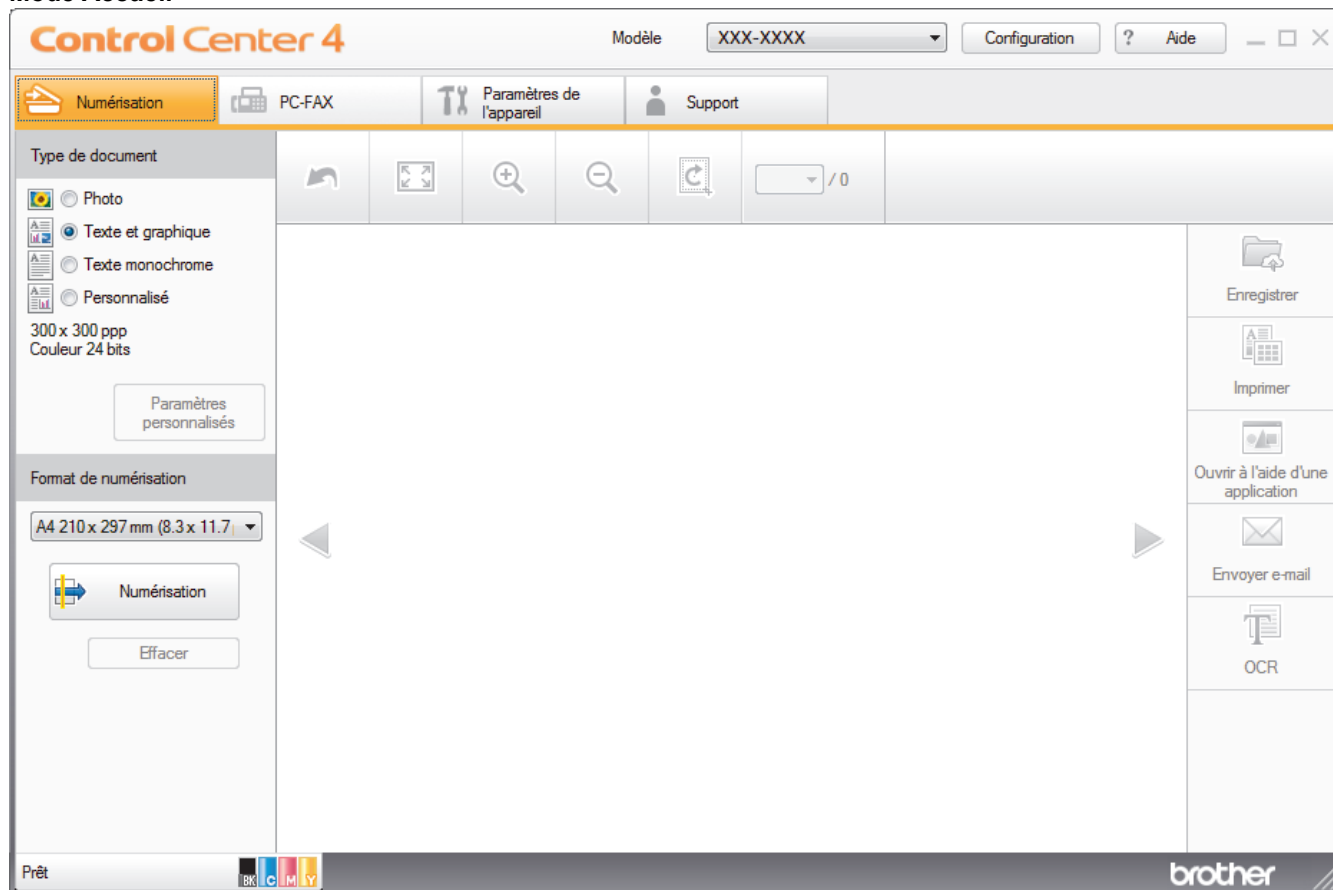 Control Center 4
Modèle
XXX-XXXX
Configuration
? Aide
Numérisation
PC-FAX
Paramètres de
l'appareil
Support
Type de document
/ 0
Photo
Texte et graphique
Texte monochrome
Personnalisé
300 x 300 ppp
Couleur 24 bits
Paramètres
personnalisés
Format de numérisation
A4 210 x 297 mm (8.3 x 11.7
Numérisation
Effacer
Enregistrer
Imprimer
Ouvrir à l'aide d'une
application
Envoyer e-mail
OCR
Prêt
BK C M Y
brother